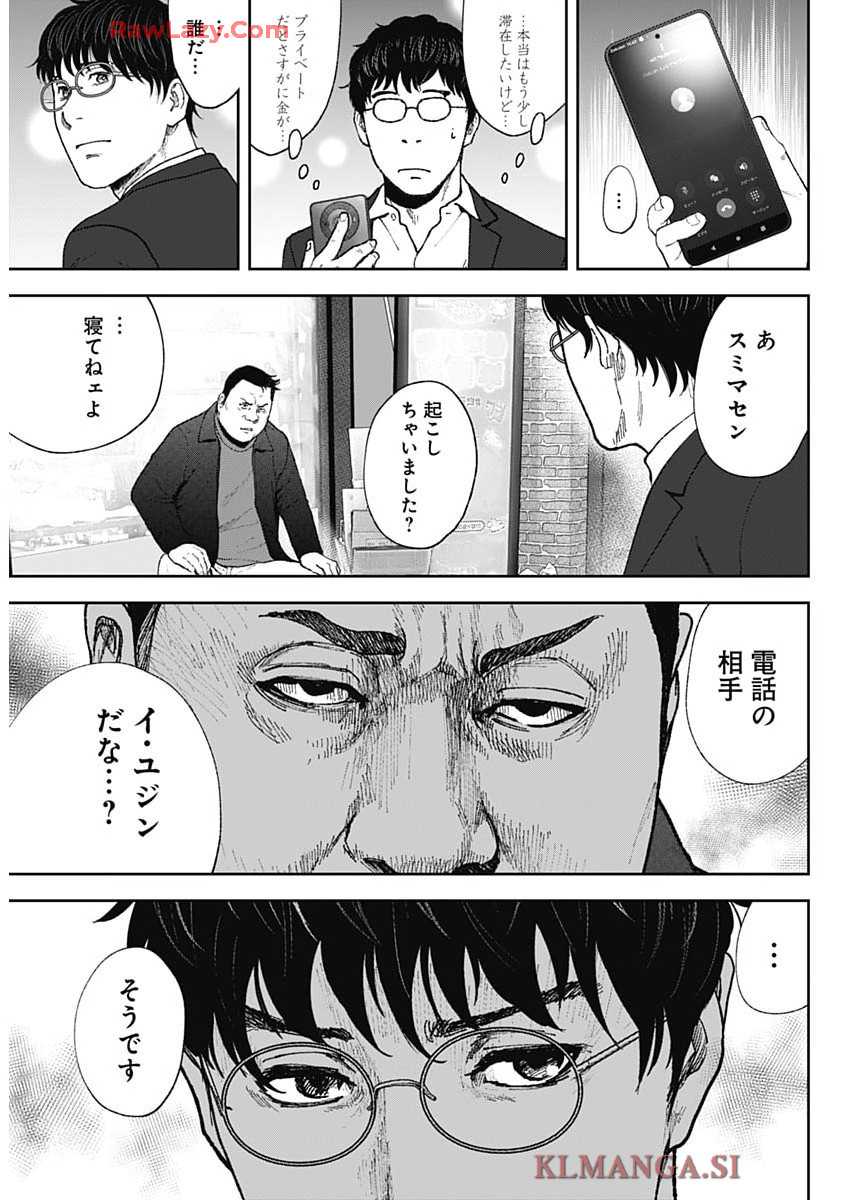 …
…本当はもう少し
滞在したいけど…
プライベート
だとさすがに金が…
…
誰だ…
RawLazy.Com
あ
スミマセン
起こし
ちゃいました?
…
寝てねェよ
電話の
相手
イ・ユジン
だな…?
…
そうです
KLMANGA.SI